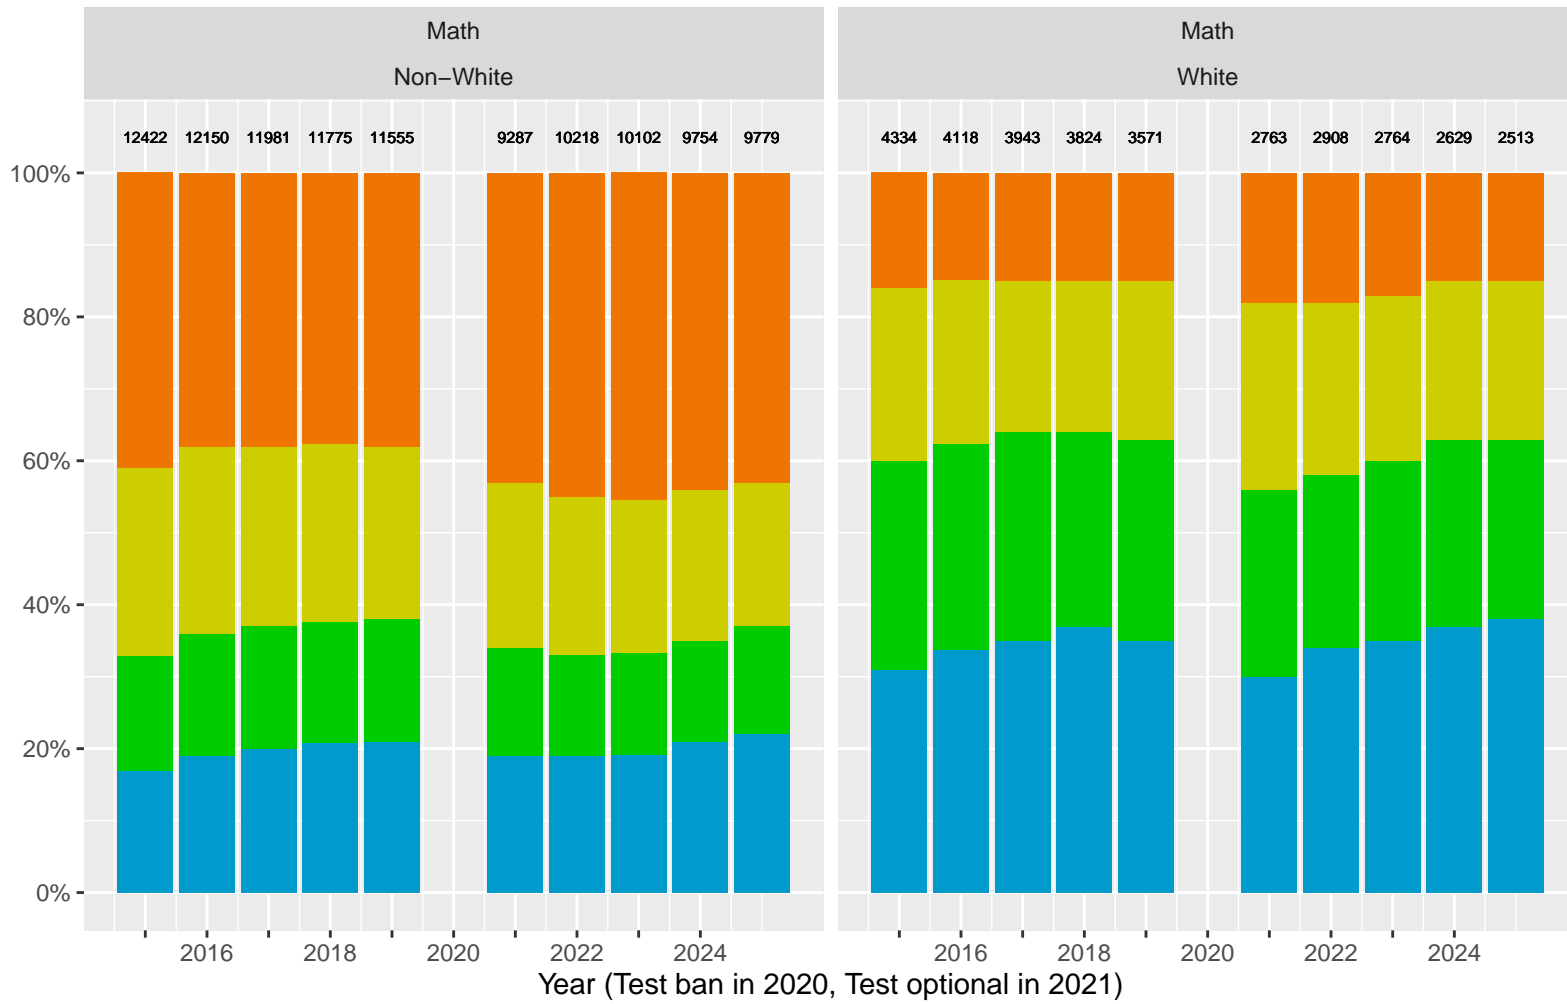 Math
Math
Non−White
White
12422 12150 11981 11775 11555 9287 10218 10102 9754 9779
4334 4118 3943 3824 3571 2763 2908 2764 2629 2513
100%
80%
60%
40%
20%
0%
2016 2018 2020 2022 2024
2016 2018 2020 2022 2024
Year (Test ban in 2020, Test optional in 2021)